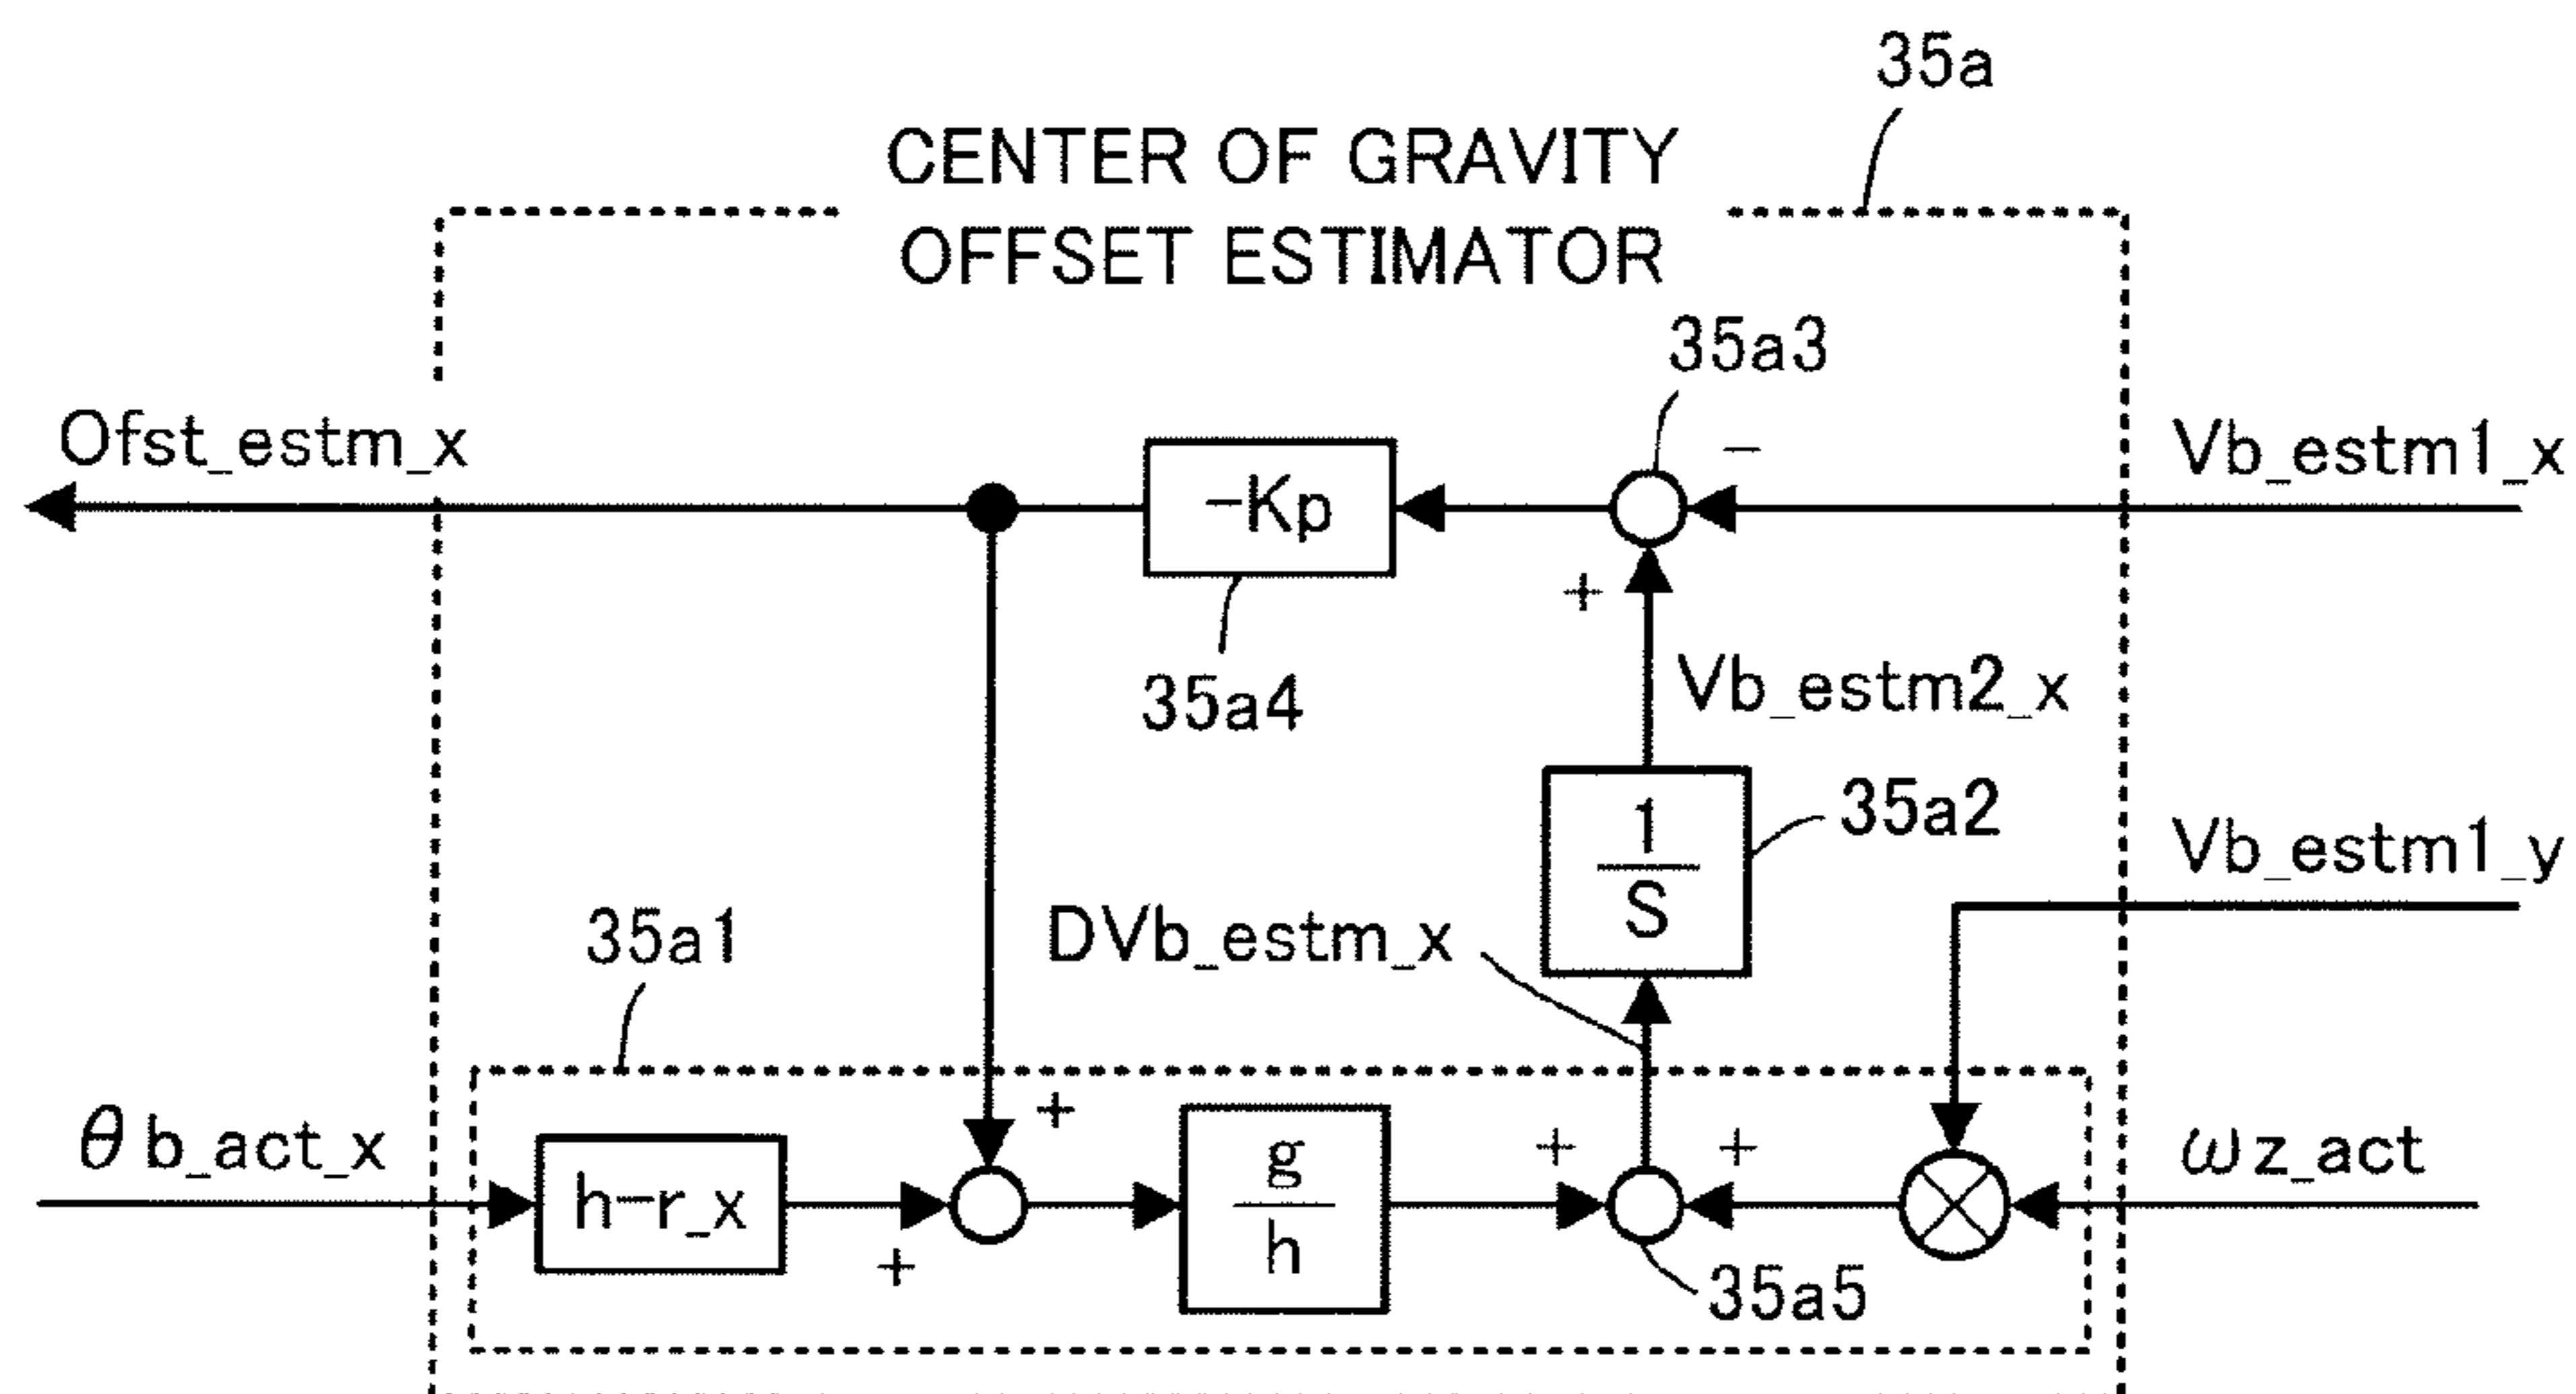 35a
CENTER OF GRAVITY
OFFSET ESTIMATOR
35a3
Ofst_estm_x
-Kp
−
Vb_estm1_x
+
35a4
Vb_estm2_x
1
S
35a2
Vb_estm1_y
35a1
DVb_estm_x
θb_act_x
h-r_x
+
+
g
h
+
+
ωz_act
35a5